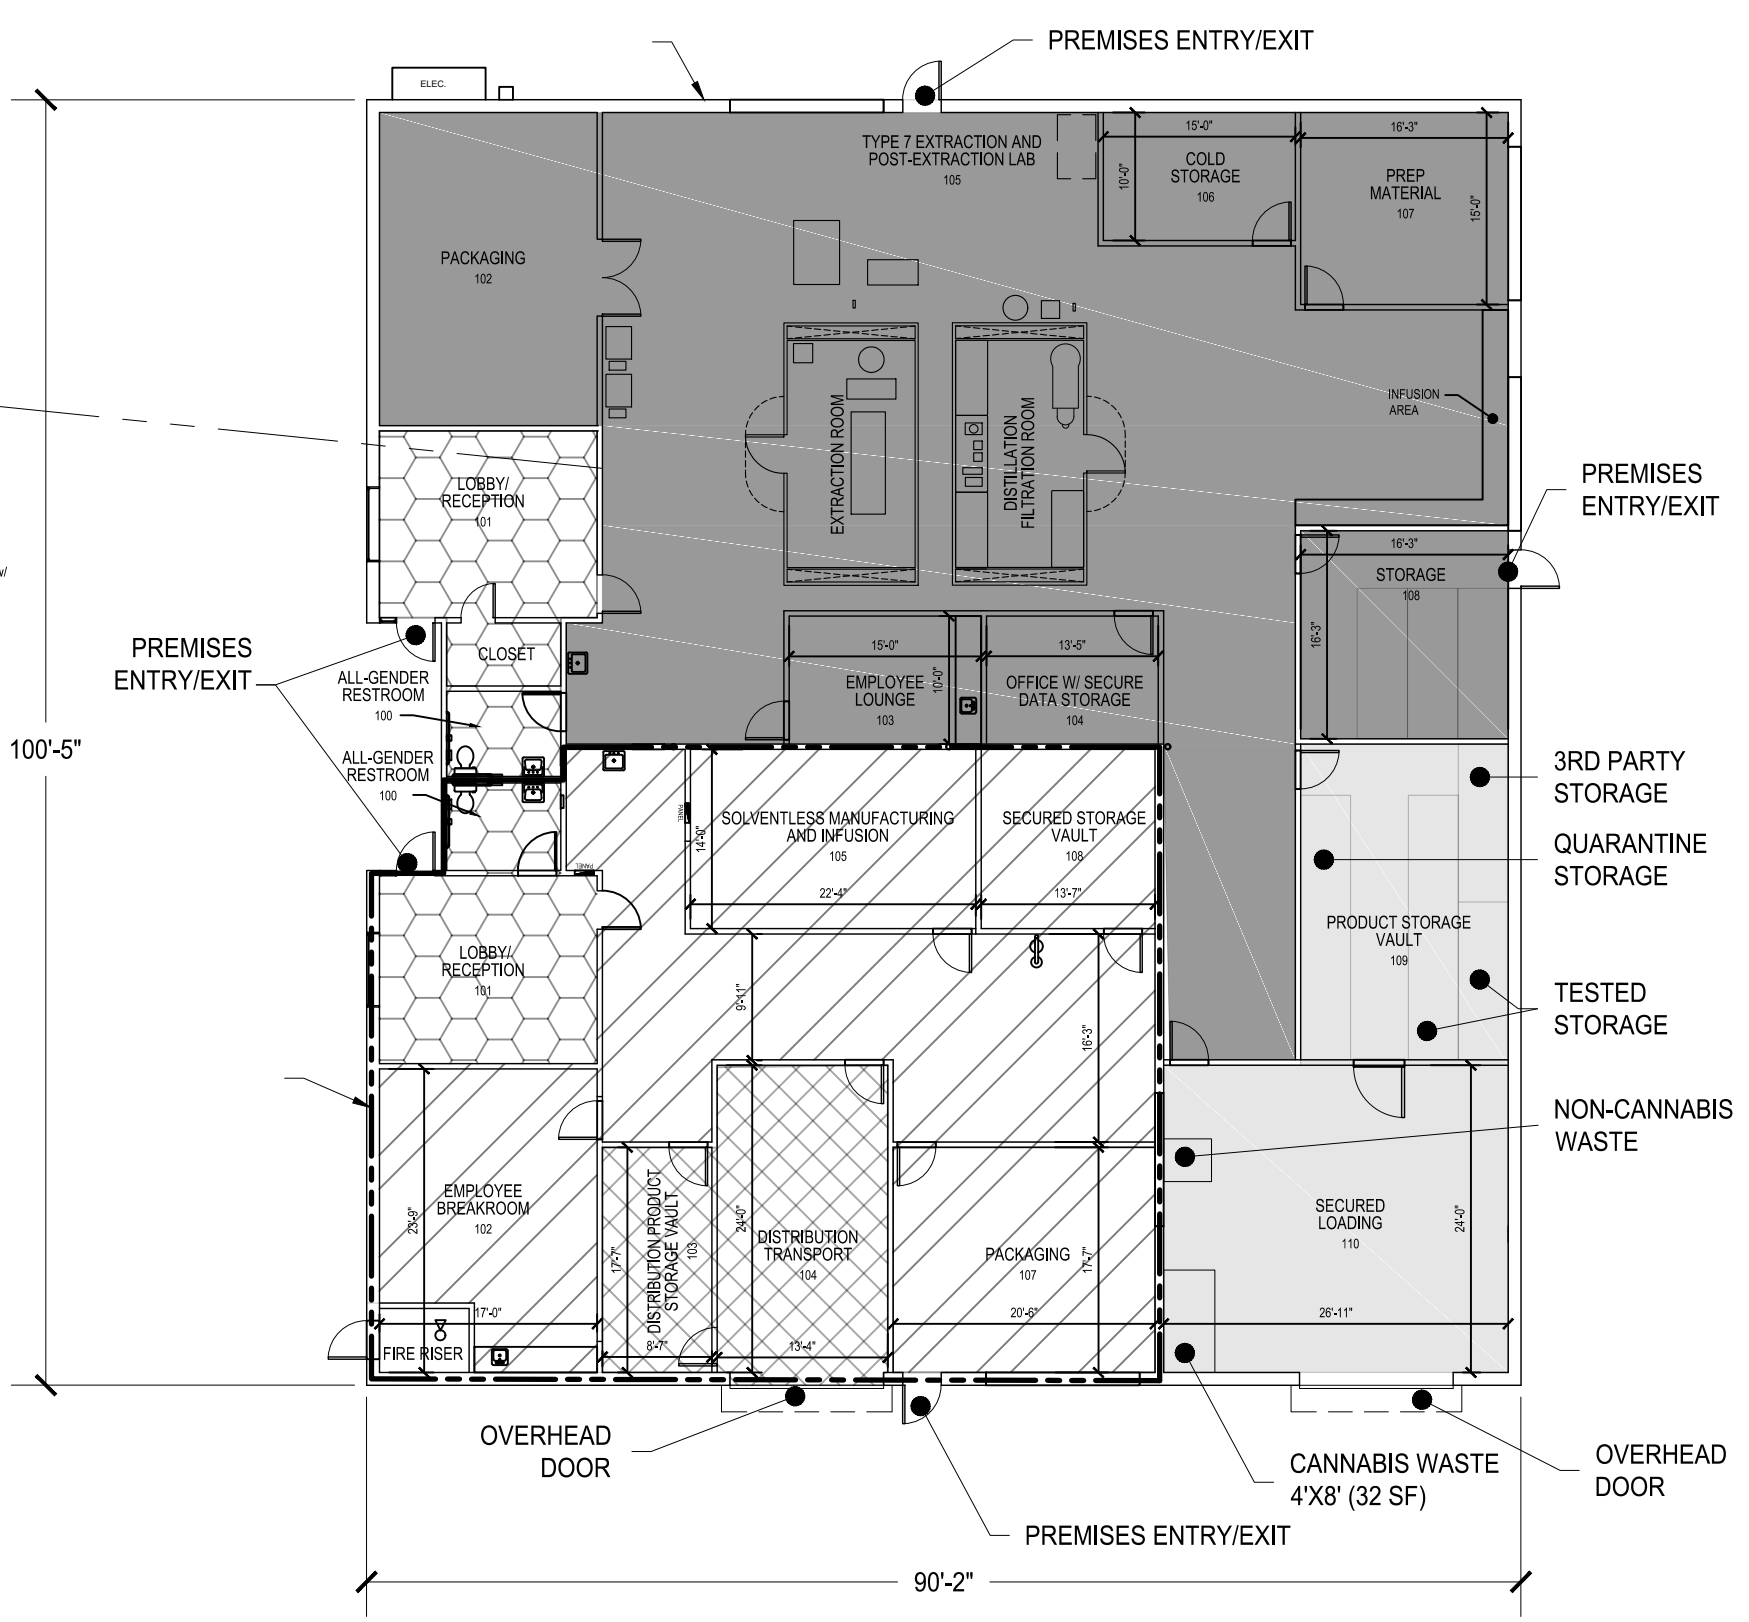 PREMISES ENTRY/EXIT
ELEC.
15'-0"
16'-3"
TYPE 7 EXTRACTION AND
POST-EXTRACTION LAB
105
COLD
STORAGE
106
10'-0"
PREP
MATERIAL
107
15'-0"
PACKAGING
102
INFUSION
AREA
EXTRACTION ROOM
DISTILLATION
FILTRATION ROOM
LOBBY/
RECEPTION
101
PREMISES
ENTRY/EXIT
16'-3"
STORAGE
108
16'-3"
w/
PREMISES
ENTRY/EXIT
CLOSET
ALL-GENDER
RESTROOM
100
15'-0"
13'-5"
EMPLOYEE
LOUNGE
103
10'-0"
OFFICE W/ SECURE
DATA STORAGE
104
100'-5"
ALL-GENDER
RESTROOM
100
3RD PARTY
STORAGE
PANEL
SOLVENTLESS MANUFACTURING
AND INFUSION
105
14'-0"
22'-4"
SECURED STORAGE
VAULT
108
13'-7"
QUARANTINE
STORAGE
PANEL
PRODUCT STORAGE
VAULT
109
LOBBY/
RECEPTION
101
9'-11"
16'-3"
TESTED
STORAGE
NON-CANNABIS
WASTE
EMPLOYEE
BREAKROOM
102
23'-9"
17'-0"
DISTRIBUTION PRODUCT
STORAGE VAULT
103
17'-7"
8'-7"
24'-0"
DISTRIBUTION
TRANSPORT
104
13'-4"
PACKAGING
107
17'-7"
20'-6"
SECURED
LOADING
110
24'-0"
26'-11"
FIRE RISER
OVERHEAD
DOOR
CANNABIS WASTE
4'X8' (32 SF)
OVERHEAD
DOOR
PREMISES ENTRY/EXIT
90'-2"